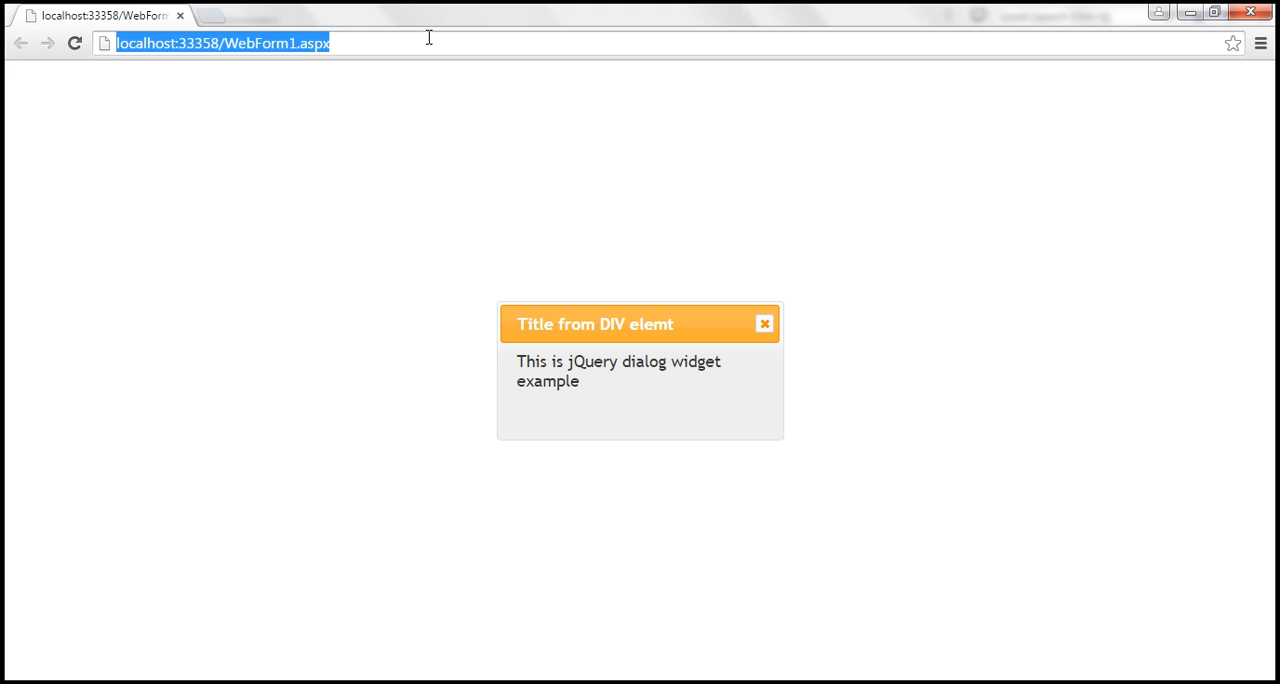 localhost:33358/WebForm
localhost:33358/WebForm1.aspx
Title from DIV elemt
This is jQuery dialog widget
example